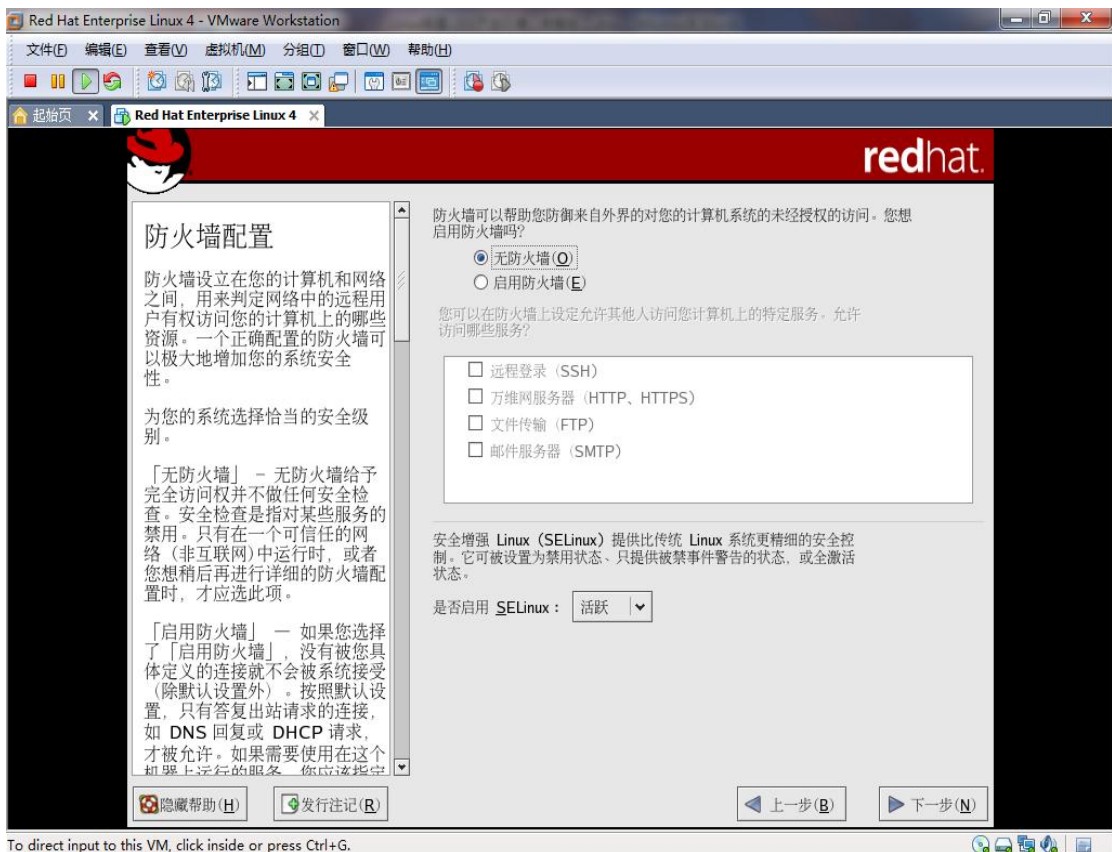 Red Hat Enterprise Linux 4 - VMware Workstation
文件(F) 编辑(E) 查看(V) 虚拟机(M) 分组(T) 窗口(W) 帮助(H)
起始页 Red Hat Enterprise Linux 4
redhat.
防火墙配置
防火墙设立在您的计算机和网络
之间，用来判定网络中的远程用
户有权访问您的计算机上的哪些
资源。一个正确配置的防火墙可
以极大地增加您的系统安全
性。
为您的系统选择恰当的安全级
别。
「无防火墙」 – 无防火墙给予
完全访问权并不做任何安全检
查。安全检查是指对某些服务的
禁用。只有在一个可信任的网
络（非互联网)中运行时，或者
您想稍后再进行详细的防火墙配
置时，才应选此项。
「启用防火墙」 — 如果您选择
了「启用防火墙」，没有被您具
体定义的连接就不会被系统接受
（除默认设置外）。按照默认设
置，只有答复出站请求的连接，
如 DNS 回复或 DHCP 请求，
才被允许。如果需要使用在这个
机器上运行的服务，您应该指定
防火墙可以帮助您防御来自外界的对您的计算机系统的未经授权的访问。您想
启用防火墙吗?
无防火墙(O)
启用防火墙(E)
您可以在防火墙上设定允许其他人访问您计算机上的特定服务。允许
访问哪些服务?
远程登录（SSH）
万维网服务器（HTTP、HTTPS）
文件传输（FTP）
邮件服务器（SMTP）
安全增强 Linux（SELinux）提供比传统 Linux 系统更精细的安全控
制。它可被设置为禁用状态、只提供被禁事件警告的状态，或全激活
状态。
是否启用 SELinux： 活跃
隐藏帮助(H) 发行注记(R) 上一步(B) 下一步(N)
To direct input to this VM, click inside or press Ctrl+G.